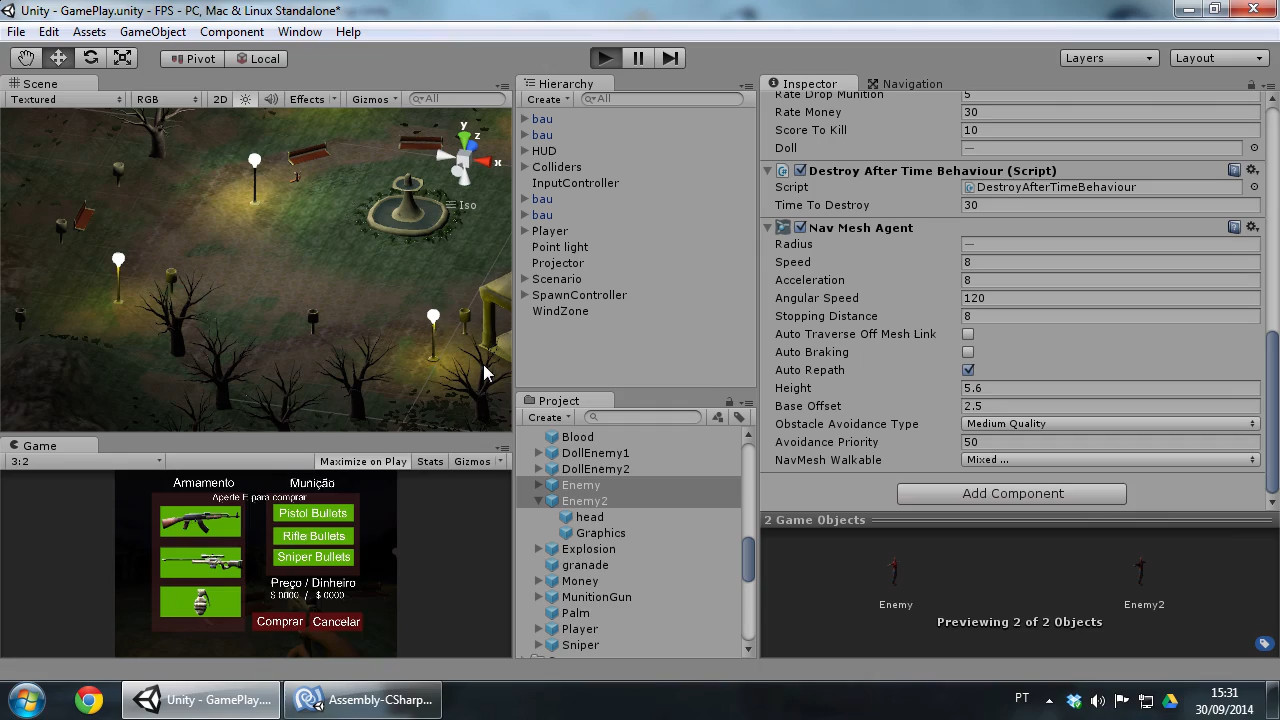 Unity - GamePlay.unity - FPS - PC, Mac & Linux Standalone*
File Edit Assets GameObject Component Window Help
Pivot Local Layers Layout
Scene
Textured RGB 2D Effects Gizmos All
y
z
x
Iso
Game
3:2 Maximize on Play Stats Gizmos
Armamento Munição
Aperte E para comprar
Pistol Bullets
Rifle Bullets
Sniper Bullets
Preço / Dinheiro
$ 0000 / $ 0000
Comprar Cancelar
Hierarchy
Create All
bau
bau
HUD
Colliders
InputController
bau
bau
Player
Point light
Projector
Scenario
SpawnController
WindZone
Project
Create
Blood
DollEnemy1
DollEnemy2
Enemy
Enemy2
head
Graphics
Explosion
granade
Money
MunitionGun
Palm
Player
Sniper
Inspector Navigation
Rate Drop Munition 5
Rate Money 30
Score To Kill 10
Doll —
Destroy After Time Behaviour (Script)
Script DestroyAfterTimeBehaviour
Time To Destroy 30
Nav Mesh Agent
Radius —
Speed 8
Acceleration 8
Angular Speed 120
Stopping Distance 8
Auto Traverse Off Mesh Link
Auto Braking
Auto Repath
Height 5.6
Base Offset 2.5
Obstacle Avoidance Type Medium Quality
Avoidance Priority 50
NavMesh Walkable Mixed ...
Add Component
2 Game Objects
Enemy Enemy2
Previewing 2 of 2 Objects
Unity - GamePlay.... Assembly-CSharp... PT 15:31
30/09/2014